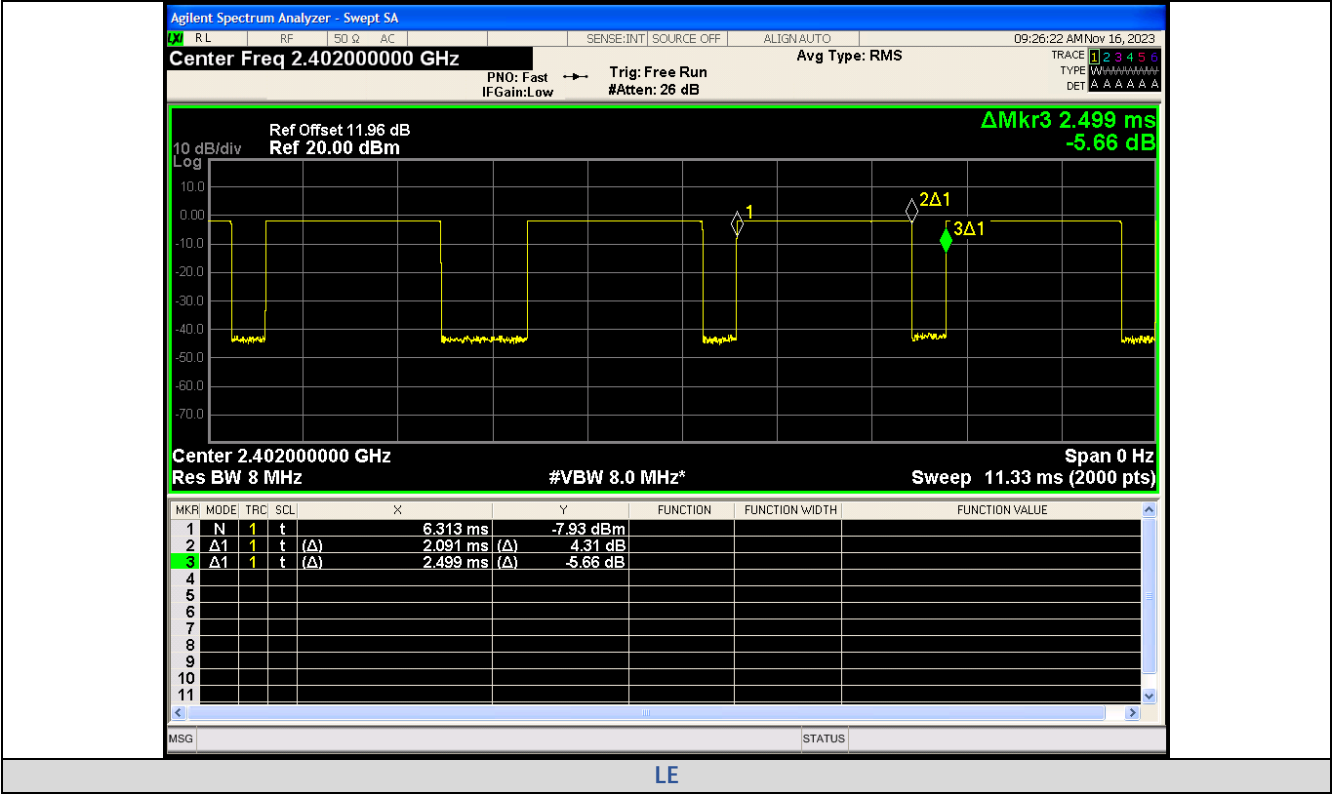 Agilent Spectrum Analyzer - Swept SA
LXI RL RF 50 Ω AC SENSE:INT SOURCE OFF ALIGN AUTO 09:26:22 AM Nov 16, 2023
Center Freq 2.402000000 GHz Avg Type: RMS TRACE 1 2 3 4 5 6
PNO: Fast Trig: Free Run TYPE
IFGain:Low #Atten: 26 dB DET A A A A A A
ΔMkr3 2.499 ms
Ref Offset 11.96 dB -5.66 dB
10 dB/div Ref 20.00 dBm
Log
10.0
0.00
-10.0
-20.0
-30.0
-40.0
-50.0
-60.0
-70.0
1
2Δ1
3Δ1
Center 2.402000000 GHz Span 0 Hz
Res BW 8 MHz #VBW 8.0 MHz* Sweep 11.33 ms (2000 pts)
MKR MODE TRC SCL X Y FUNCTION FUNCTION WIDTH FUNCTION VALUE
1 N 1 t 6.313 ms -7.93 dBm
2 Δ1 1 t (Δ) 2.091 ms (Δ) 4.31 dB
3 Δ1 1 t (Δ) 2.499 ms (Δ) -5.66 dB
4
5
6
7
8
9
10
11
MSG STATUS
LE